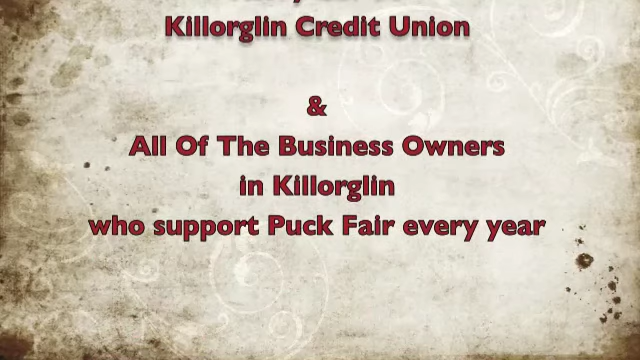 Killorglin Credit Union
&
All Of The Business Owners
in Killorglin
who support Puck Fair every year